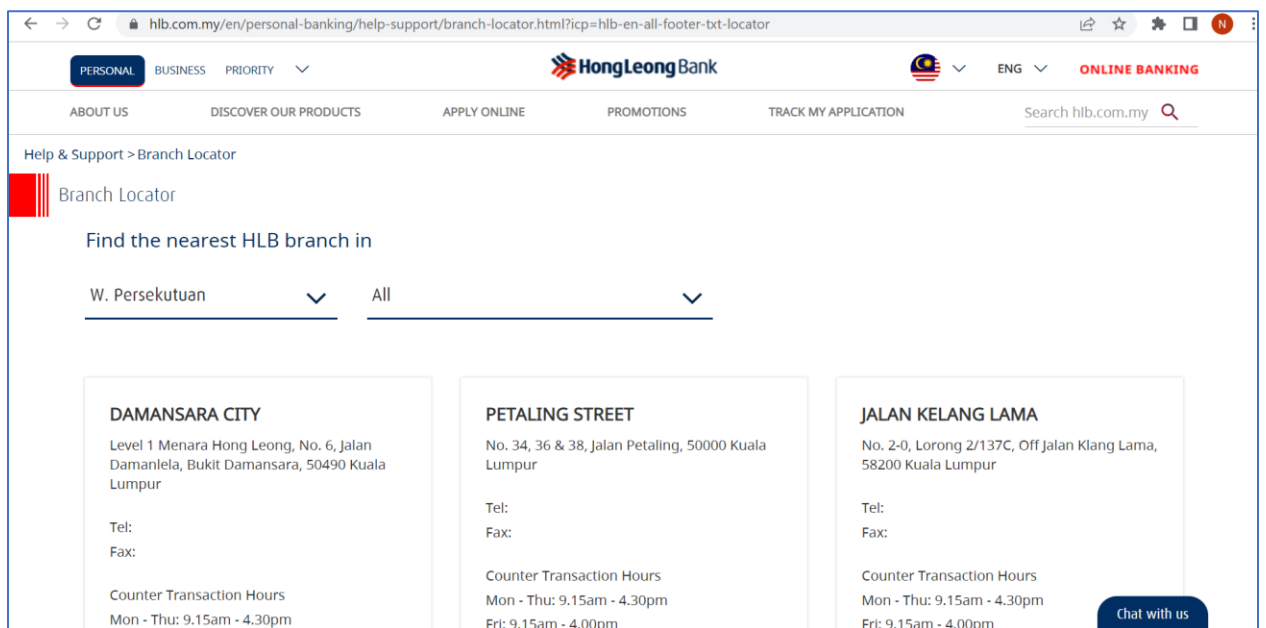 hlb.com.my/en/personal-banking/help-support/branch-locator.html?icp=hlb-en-all-footer-txt-locator
N
PERSONAL BUSINESS PRIORITY
HongLeong Bank
ENG
ONLINE BANKING
ABOUT US DISCOVER OUR PRODUCTS APPLY ONLINE PROMOTIONS TRACK MY APPLICATION Search hlb.com.my
Help & Support > Branch Locator
Branch Locator
Find the nearest HLB branch in
W. Persekutuan All
DAMANSARA CITY
Level 1 Menara Hong Leong, No. 6, Jalan
Damanlela, Bukit Damansara, 50490 Kuala
Lumpur
Tel:
Fax:
Counter Transaction Hours
Mon - Thu: 9.15am - 4.30pm
PETALING STREET
No. 34, 36 & 38, Jalan Petaling, 50000 Kuala
Lumpur
Tel:
Fax:
Counter Transaction Hours
Mon - Thu: 9.15am - 4.30pm
Fri: 9.15am - 4.00pm
JALAN KELANG LAMA
No. 2-0, Lorong 2/137C, Off Jalan Klang Lama,
58200 Kuala Lumpur
Tel:
Fax:
Counter Transaction Hours
Mon - Thu: 9.15am - 4.30pm
Fri: 9.15am - 4.00pm
Chat with us